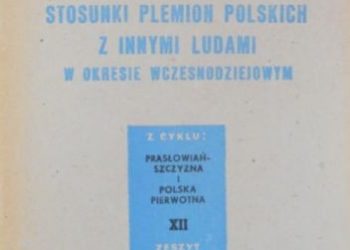 STOSUNKI PLEMION POLSKICH
Z INNYMI LUDAMI
W OKRESIE WCZESNODZIEJOWYM
Z CYKLU:
PRASŁOWIAŃ-
SZCZYZNA
I
POLSKA
PIERWOTNA
XII
ZESZYT